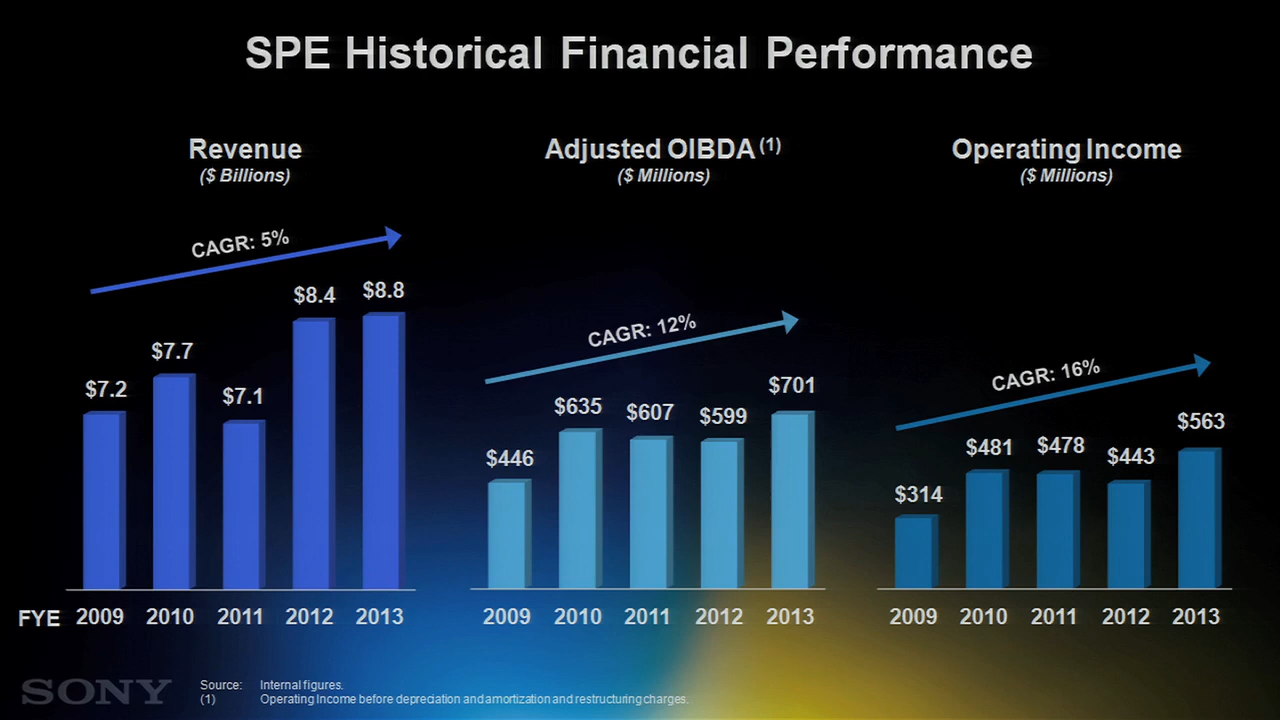 SPE Historical Financial Performance
Revenue
($ Billions)
CAGR: 5%
$7.2
$7.7
$7.1
$8.4
$8.8
FYE 2009 2010 2011 2012 2013
Adjusted OIBDA (1)
($ Millions)
CAGR: 12%
$446
$635
$607
$599
$701
2009 2010 2011 2012 2013
Operating Income
($ Millions)
CAGR: 16%
$314
$481
$478
$443
$563
2009 2010 2011 2012 2013
SONY
Source: Internal figures.
(1) Operating Income before depreciation and amortization and restructuring charges.